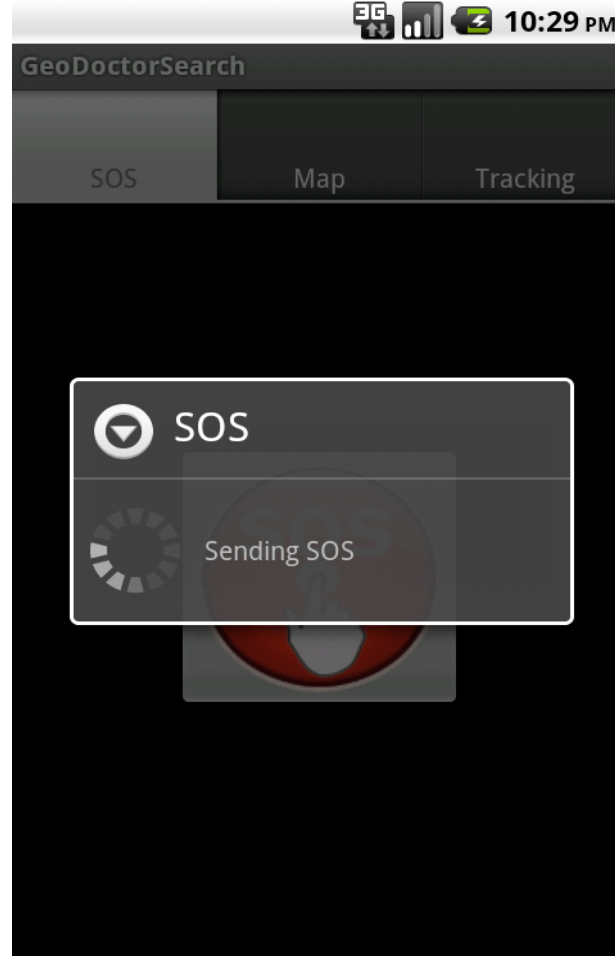 3G 10:29 PM
GeoDoctorSearch
SOS Map Tracking
SOS
SOS
Sending SOS